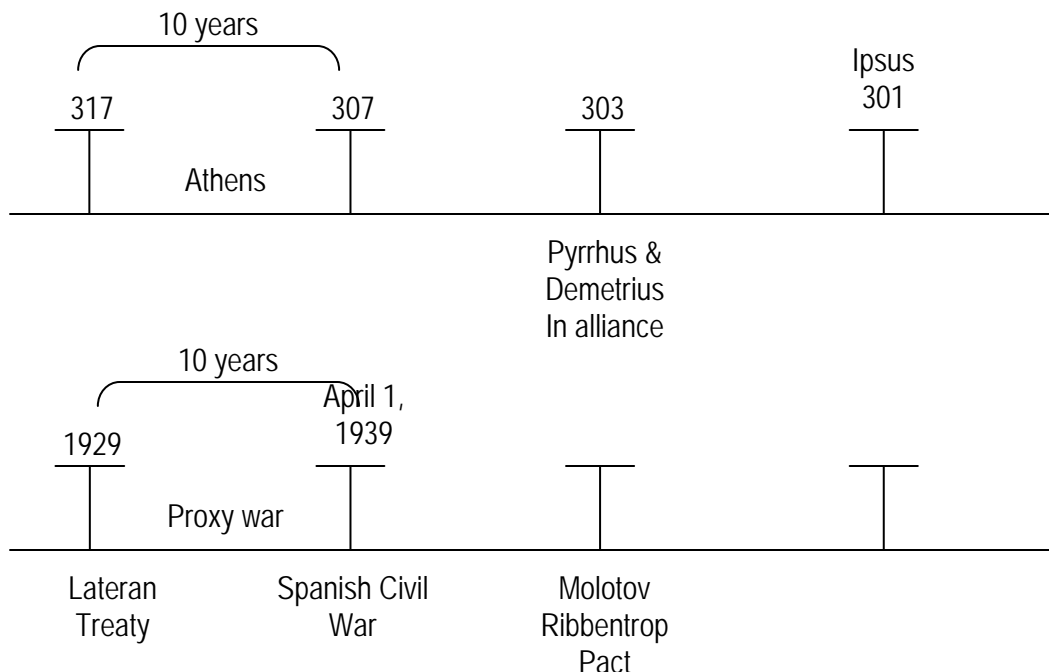 10 years
Ipsus
317
307
303
301
Athens
Pyrrhus &
Demetrius
In alliance
10 years
April 1,
1929
1939
Proxy war
Lateran
Treaty
Spanish Civil
War
Molotov
Ribbentrop
Pact